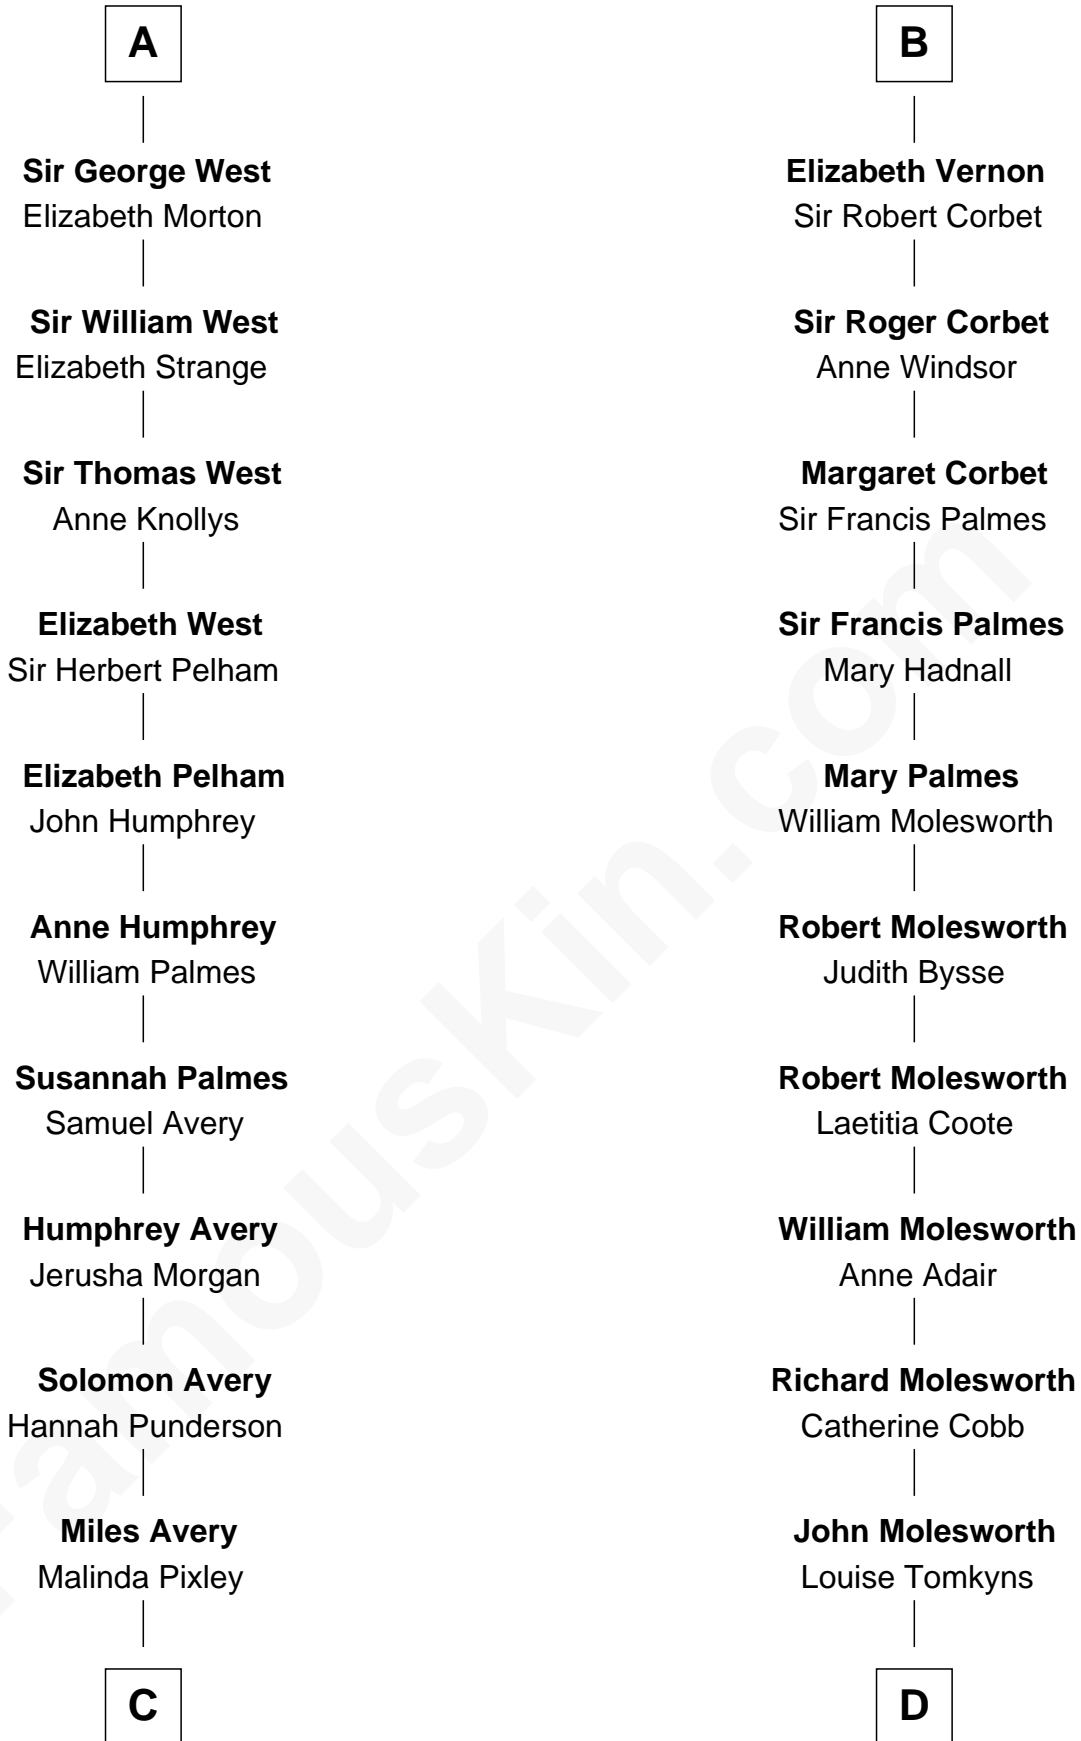 A
Sir George West
Elizabeth Morton
Sir William West
Elizabeth Strange
Sir Thomas West
Anne Knollys
Elizabeth West
Sir Herbert Pelham
Elizabeth Pelham
John Humphrey
Anne Humphrey
William Palmes
Susannah Palmes
Samuel Avery
Humphrey Avery
Jerusha Morgan
Solomon Avery
Hannah Punderson
Miles Avery
Malinda Pixley
C
B
Elizabeth Vernon
Sir Robert Corbet
Sir Roger Corbet
Anne Windsor
Margaret Corbet
Sir Francis Palmes
Sir Francis Palmes
Mary Hadnall
Mary Palmes
William Molesworth
Robert Molesworth
Judith Bysse
Robert Molesworth
Laetitia Coote
William Molesworth
Anne Adair
Richard Molesworth
Catherine Cobb
John Molesworth
Louise Tomkyns
D
FamousKin.com